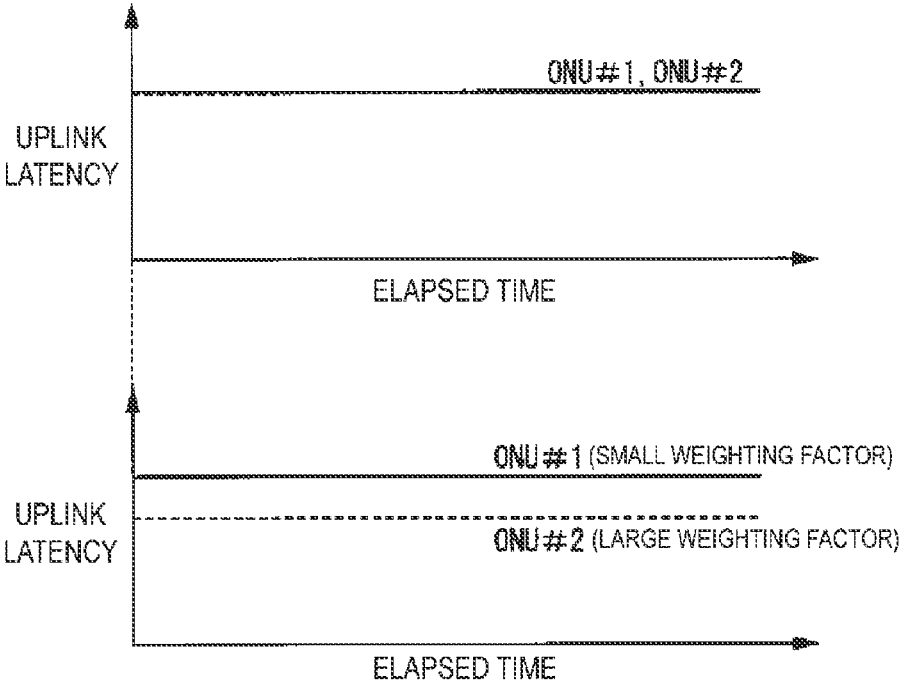 ONU#1, ONU#2
UPLINK
LATENCY
ELAPSED TIME
ONU#1 (SMALL WEIGHTING FACTOR)
UPLINK
LATENCY
ONU#2 (LARGE WEIGHTING FACTOR)
ELAPSED TIME